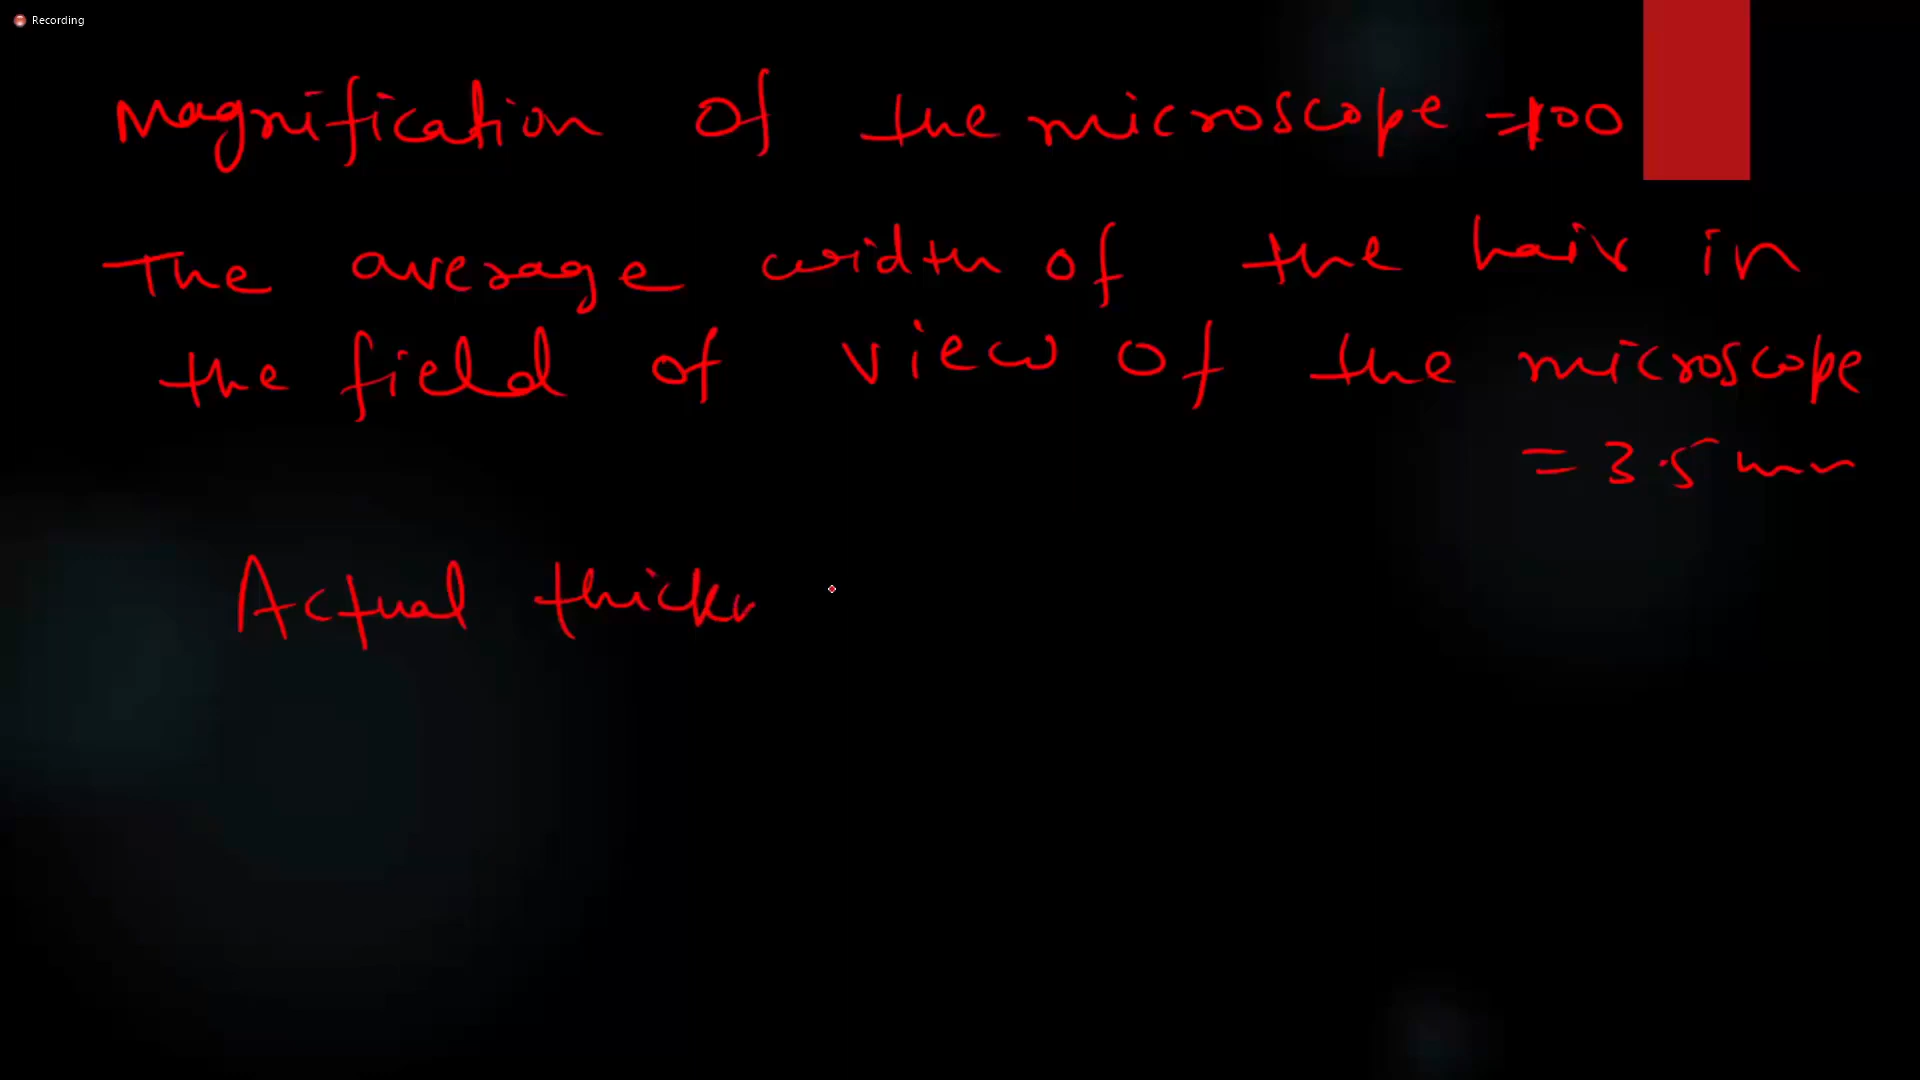 Recording
Magnification of the microscope =100
The average width of the hair in
the field of view of the microscope
= 3.5 mm
Actual thickn